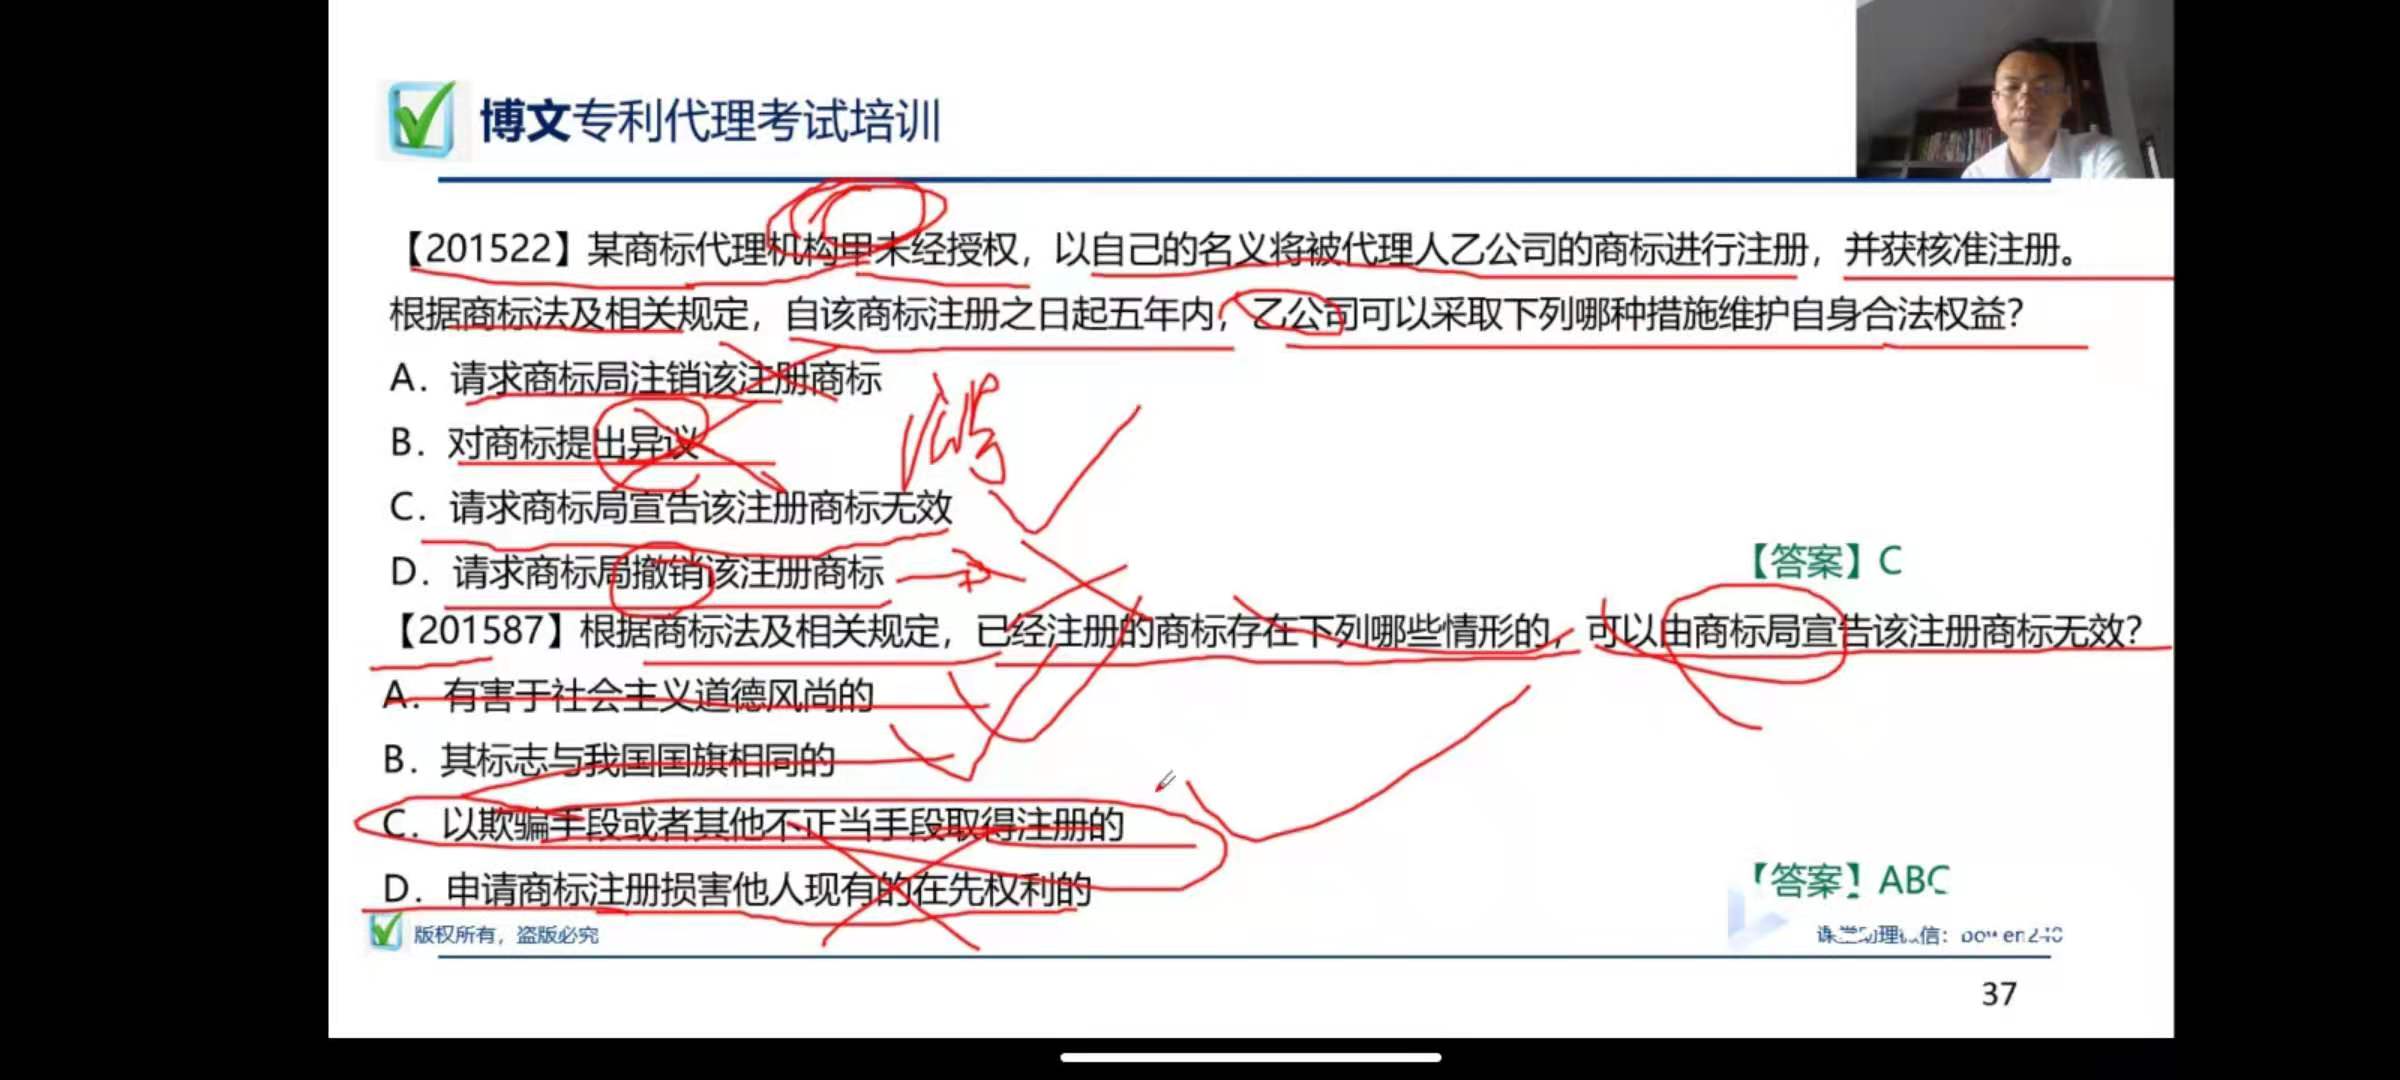 博文专利代理考试培训
【201522】某商标代理机构甲未经授权，以自己的名义将被代理人乙公司的商标进行注册，并获核准注册。
根据商标法及相关规定，自该商标注册之日起五年内，乙公司可以采取下列哪种措施维护自身合法权益？
A．请求商标局注销该注册商标
B．对商标提出异议
C．请求商标局宣告该注册商标无效
D．请求商标局撤销该注册商标
【答案】C
【201587】根据商标法及相关规定，已经注册的商标存在下列哪些情形的，可以由商标局宣告该注册商标无效？
A．有害于社会主义道德风尚的
B．其标志与我国国旗相同的
C．以欺骗手段或者其他不正当手段取得注册的
D．申请商标注册损害他人现有的在先权利的
【答案】ABC
版权所有，盗版必究
理 信：
37